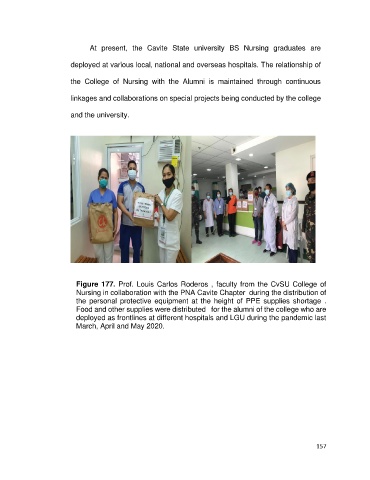 At present, the Cavite State university BS Nursing graduates are
deployed at various local, national and overseas hospitals. The relationship of
the College of Nursing with the Alumni is maintained through continuous
linkages and collaborations on special projects being conducted by the college
and the university.
Figure 177. Prof. Louis Carlos Roderos , faculty from the CvSU College of
Nursing in collaboration with the PNA Cavite Chapter during the distribution of
the personal protective equipment at the height of PPE supplies shortage .
Food and other supplies were distributed for the alumni of the college who are
deployed as frontlines at different hospitals and LGU during the pandemic last
March, April and May 2020.
157